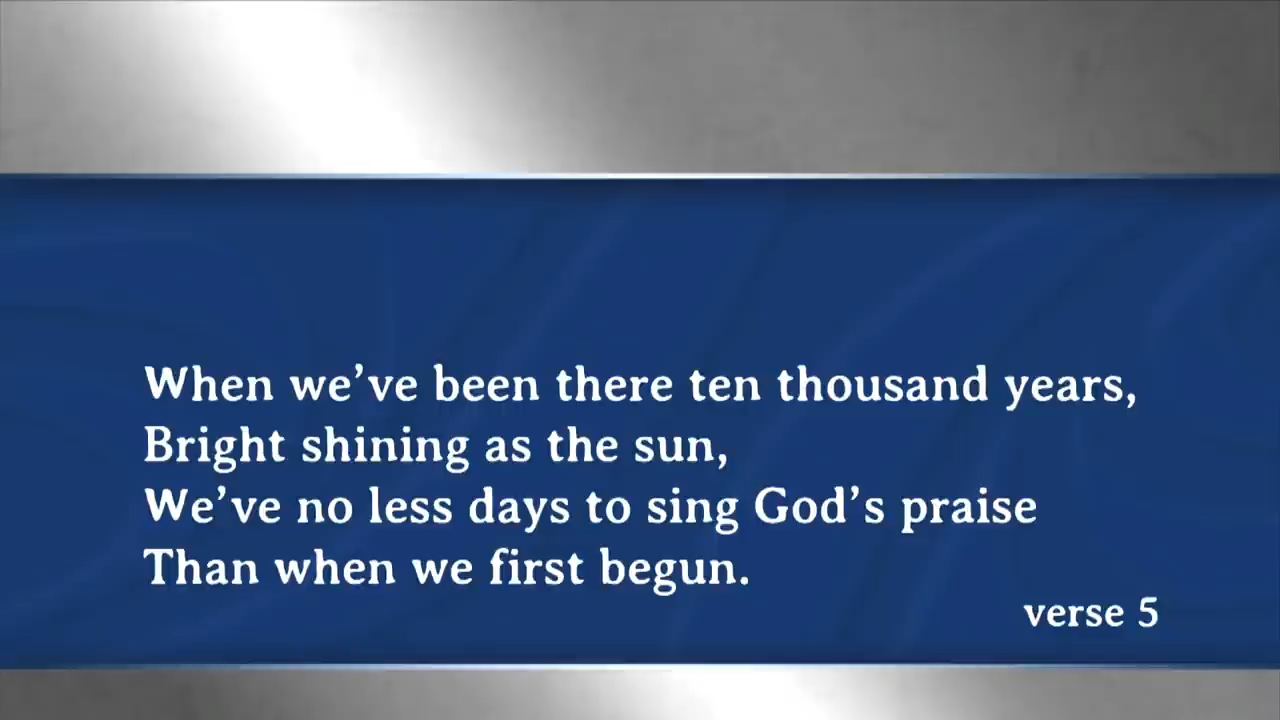 When we’ve been there ten thousand years,
Bright shining as the sun,
We’ve no less days to sing God’s praise
Than when we first begun.
verse 5